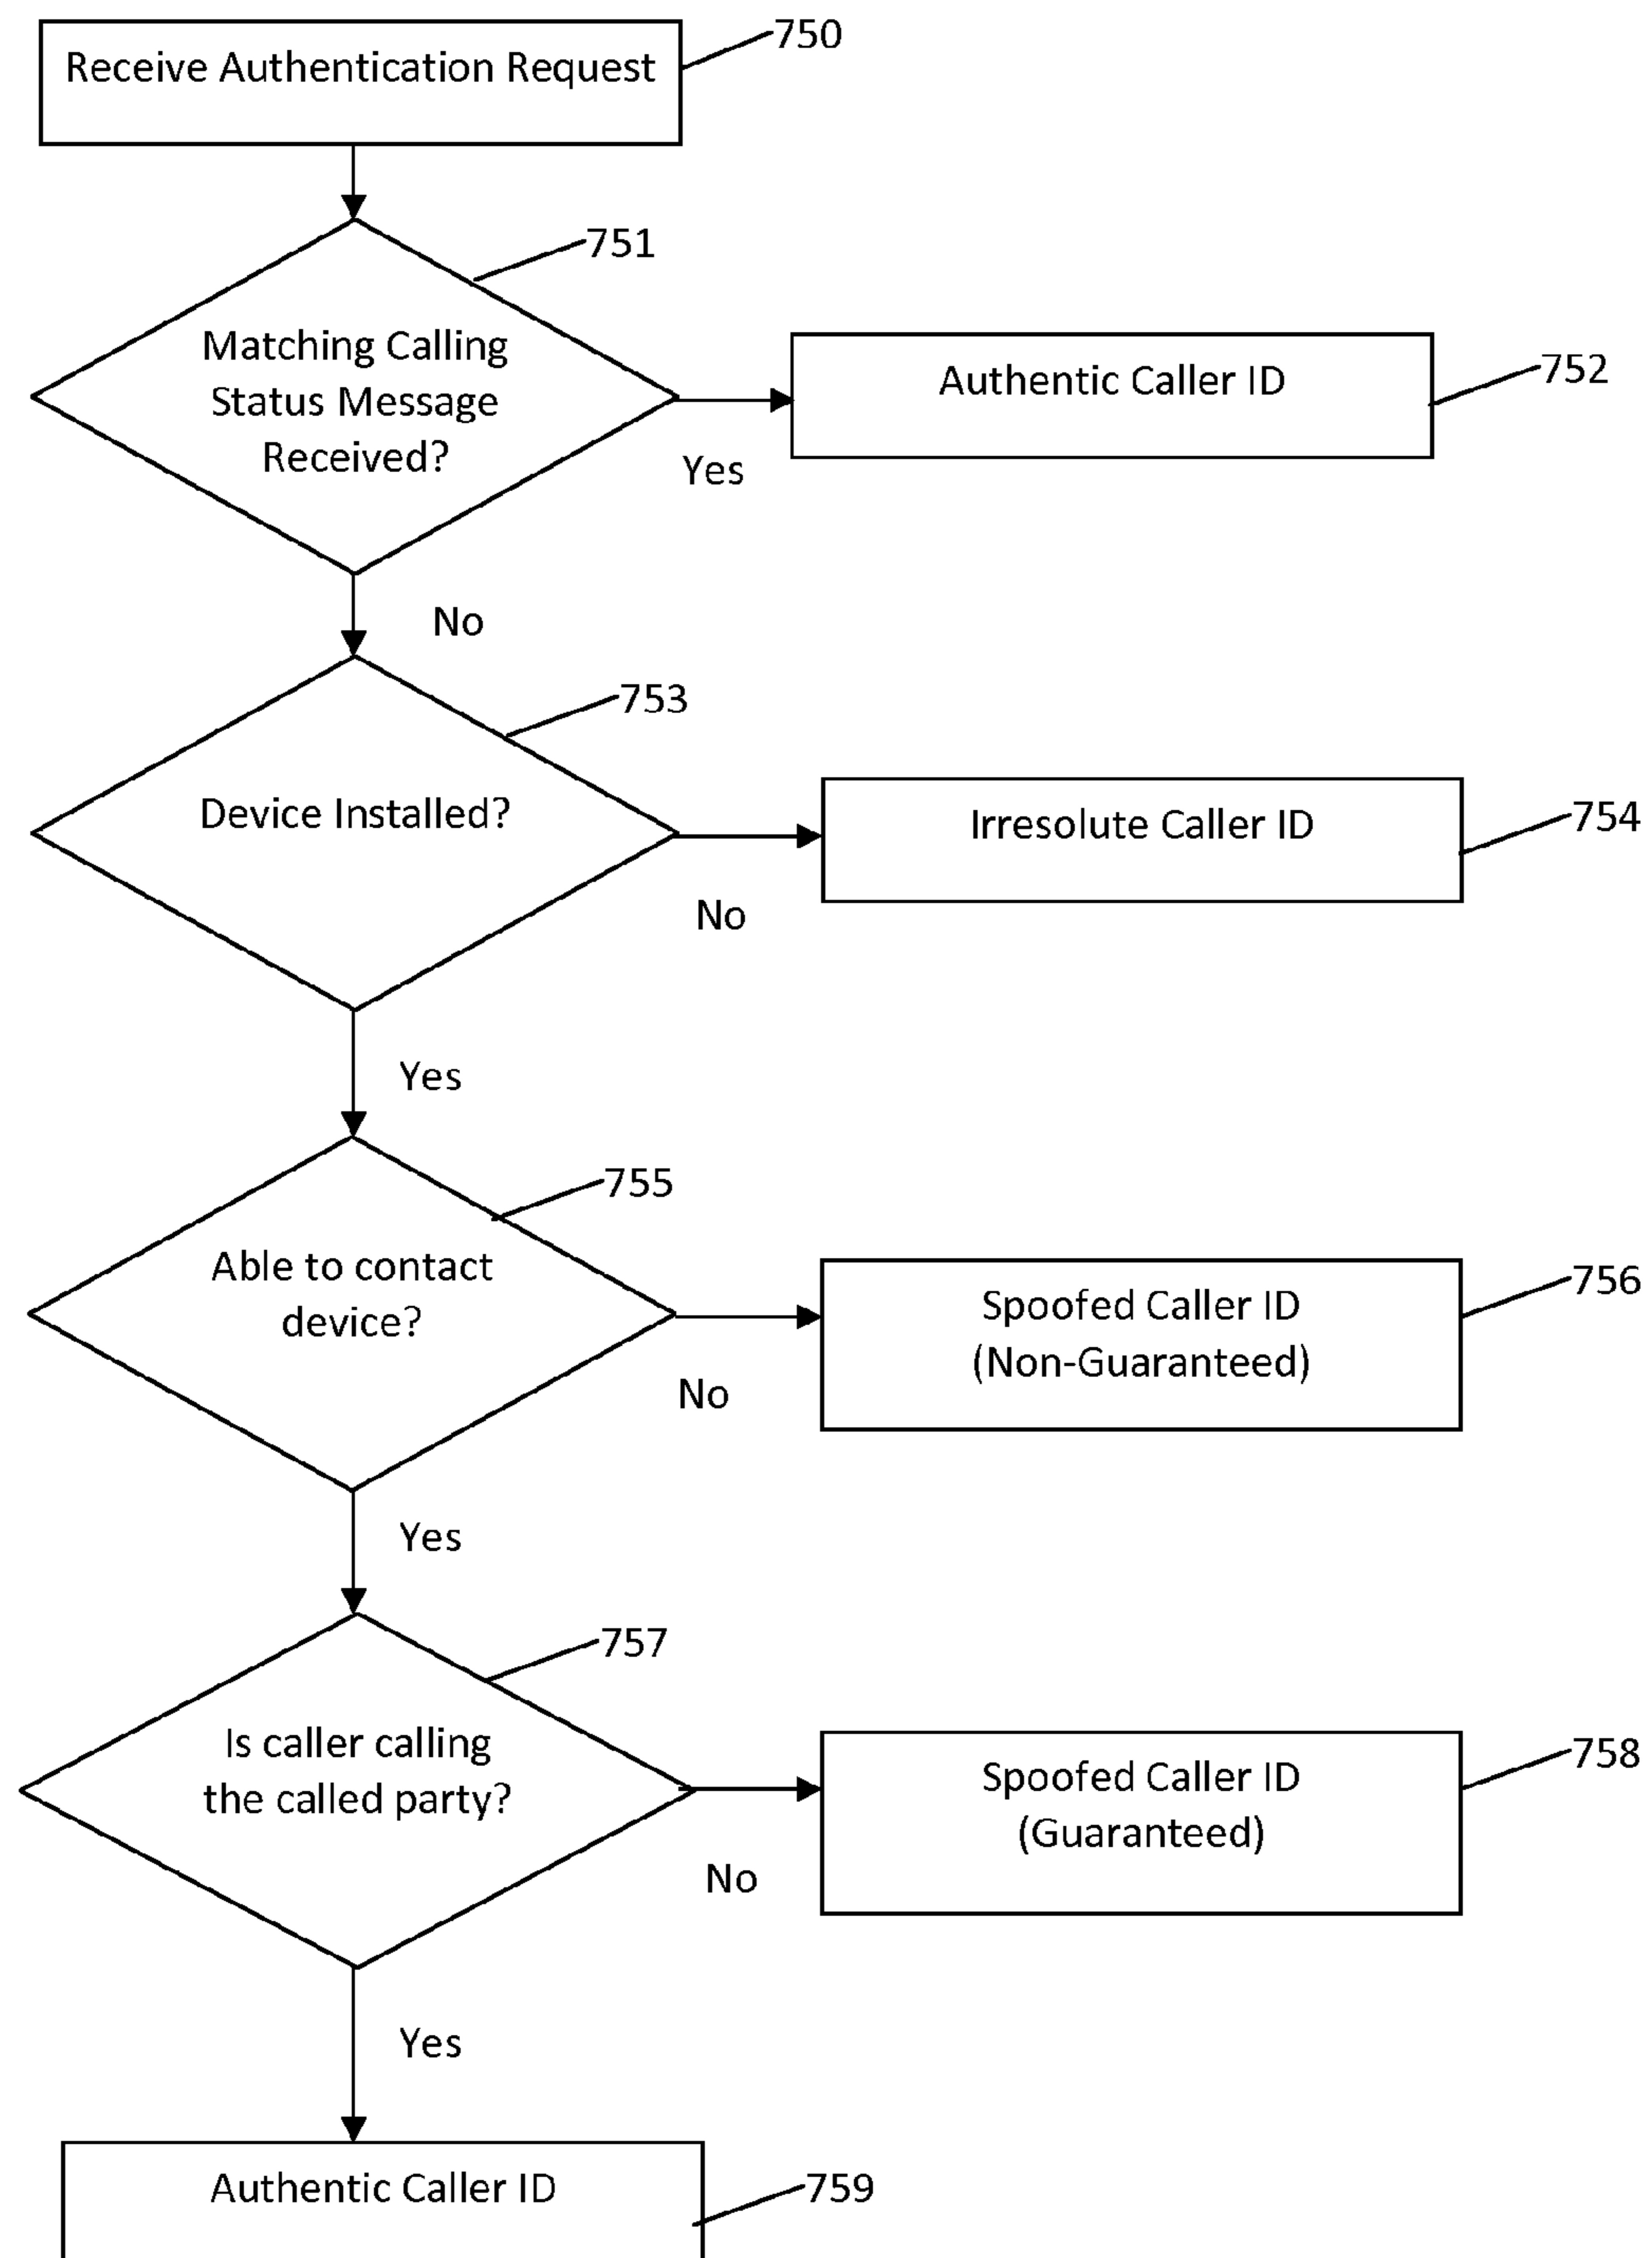 750
Receive Authentication Request
751
Matching Calling
Status Message
Received?
Authentic Caller ID
752
Yes
No
753
Device Installed?
Irresolute Caller ID
754
No
Yes
755
Able to contact
device?
Spoofed Caller ID
(Non-Guaranteed)
756
No
Yes
757
Is caller calling
the called party?
Spoofed Caller ID
(Guaranteed)
758
No
Yes
Authentic Caller ID
759